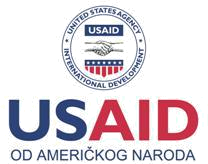 UNITED STATES AGENCY
USAID
INTERNATIONAL DEVELOPMENT
USAID
OD AMERIČKOG NARODA